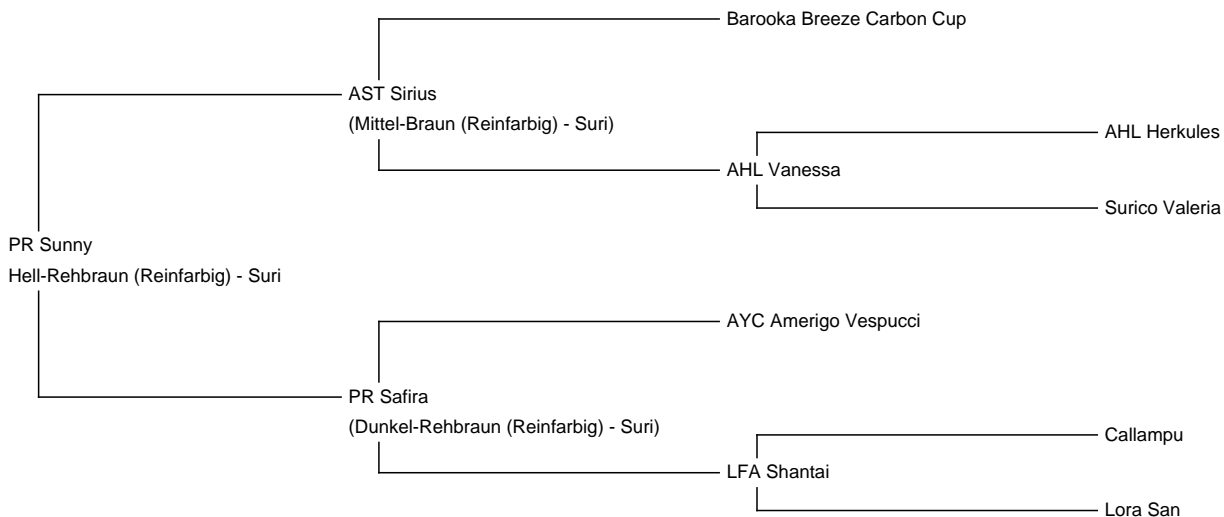 Barooka Breeze Carbon Cup
AST Sirius
(Mittel-Braun (Reinfarbig) - Suri)
AHL Herkules
AHL Vanessa
Surico Valeria
PR Sunny
Hell-Rehbraun (Reinfarbig) - Suri
AYC Amerigo Vespucci
PR Safira
(Dunkel-Rehbraun (Reinfarbig) - Suri)
Callampu
LFA Shantai
Lora San